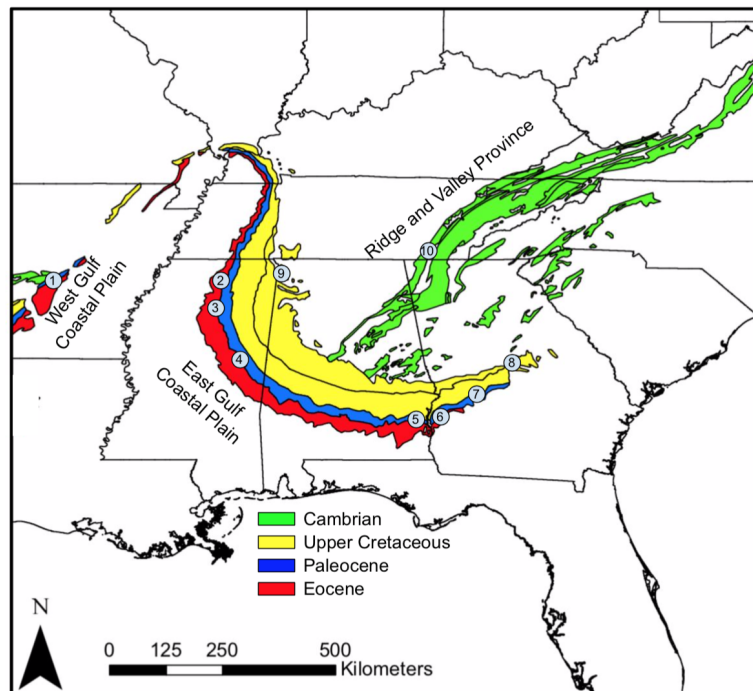 Ridge and Valley Province
10
1
West Gulf
Coastal Plain
2
9
3
4
East Gulf
Coastal Plain
8
7
5
6
Cambrian
Upper Cretaceous
Paleocene
Eocene
N
0 125 250 500
Kilometers